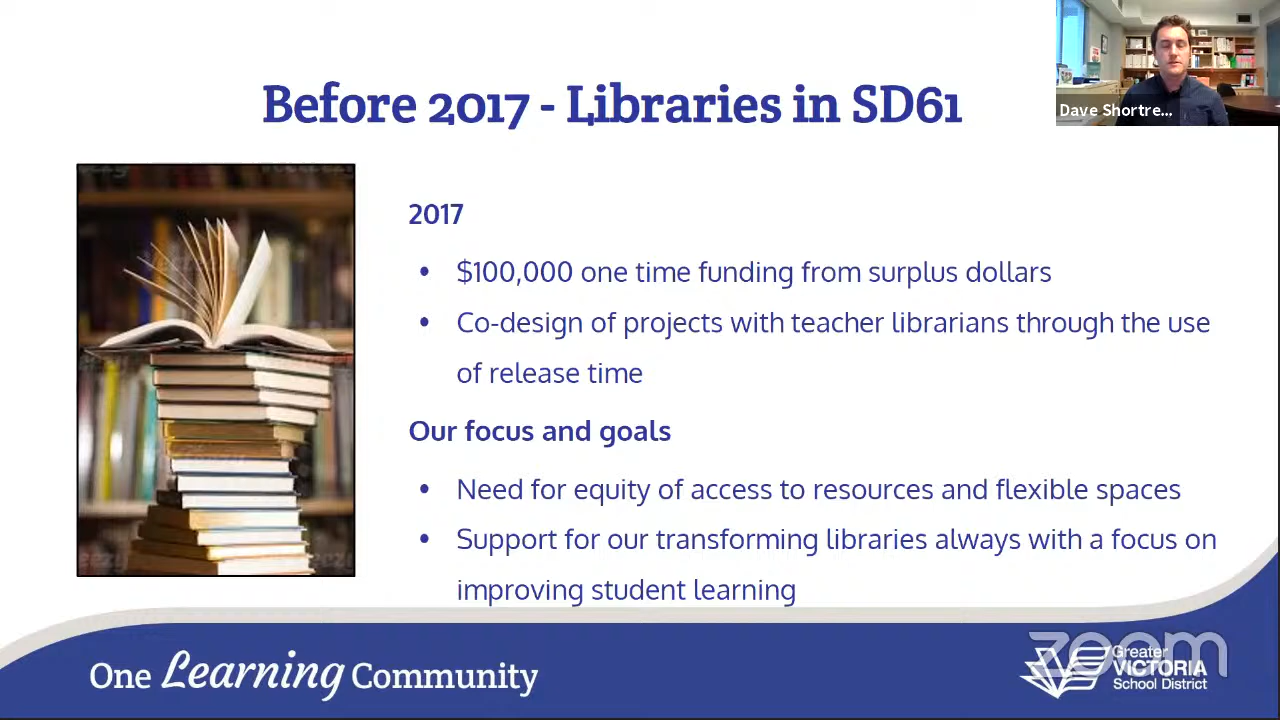 Before 2017 - Libraries in SD61
Dave Shortre...
2017
• $100,000 one time funding from surplus dollars
• Co-design of projects with teacher librarians through the use
of release time
Our focus and goals
• Need for equity of access to resources and flexible spaces
• Support for our transforming libraries always with a focus on
improving student learning
One Learning Community
zoom
Greater
VICTORIA
School District